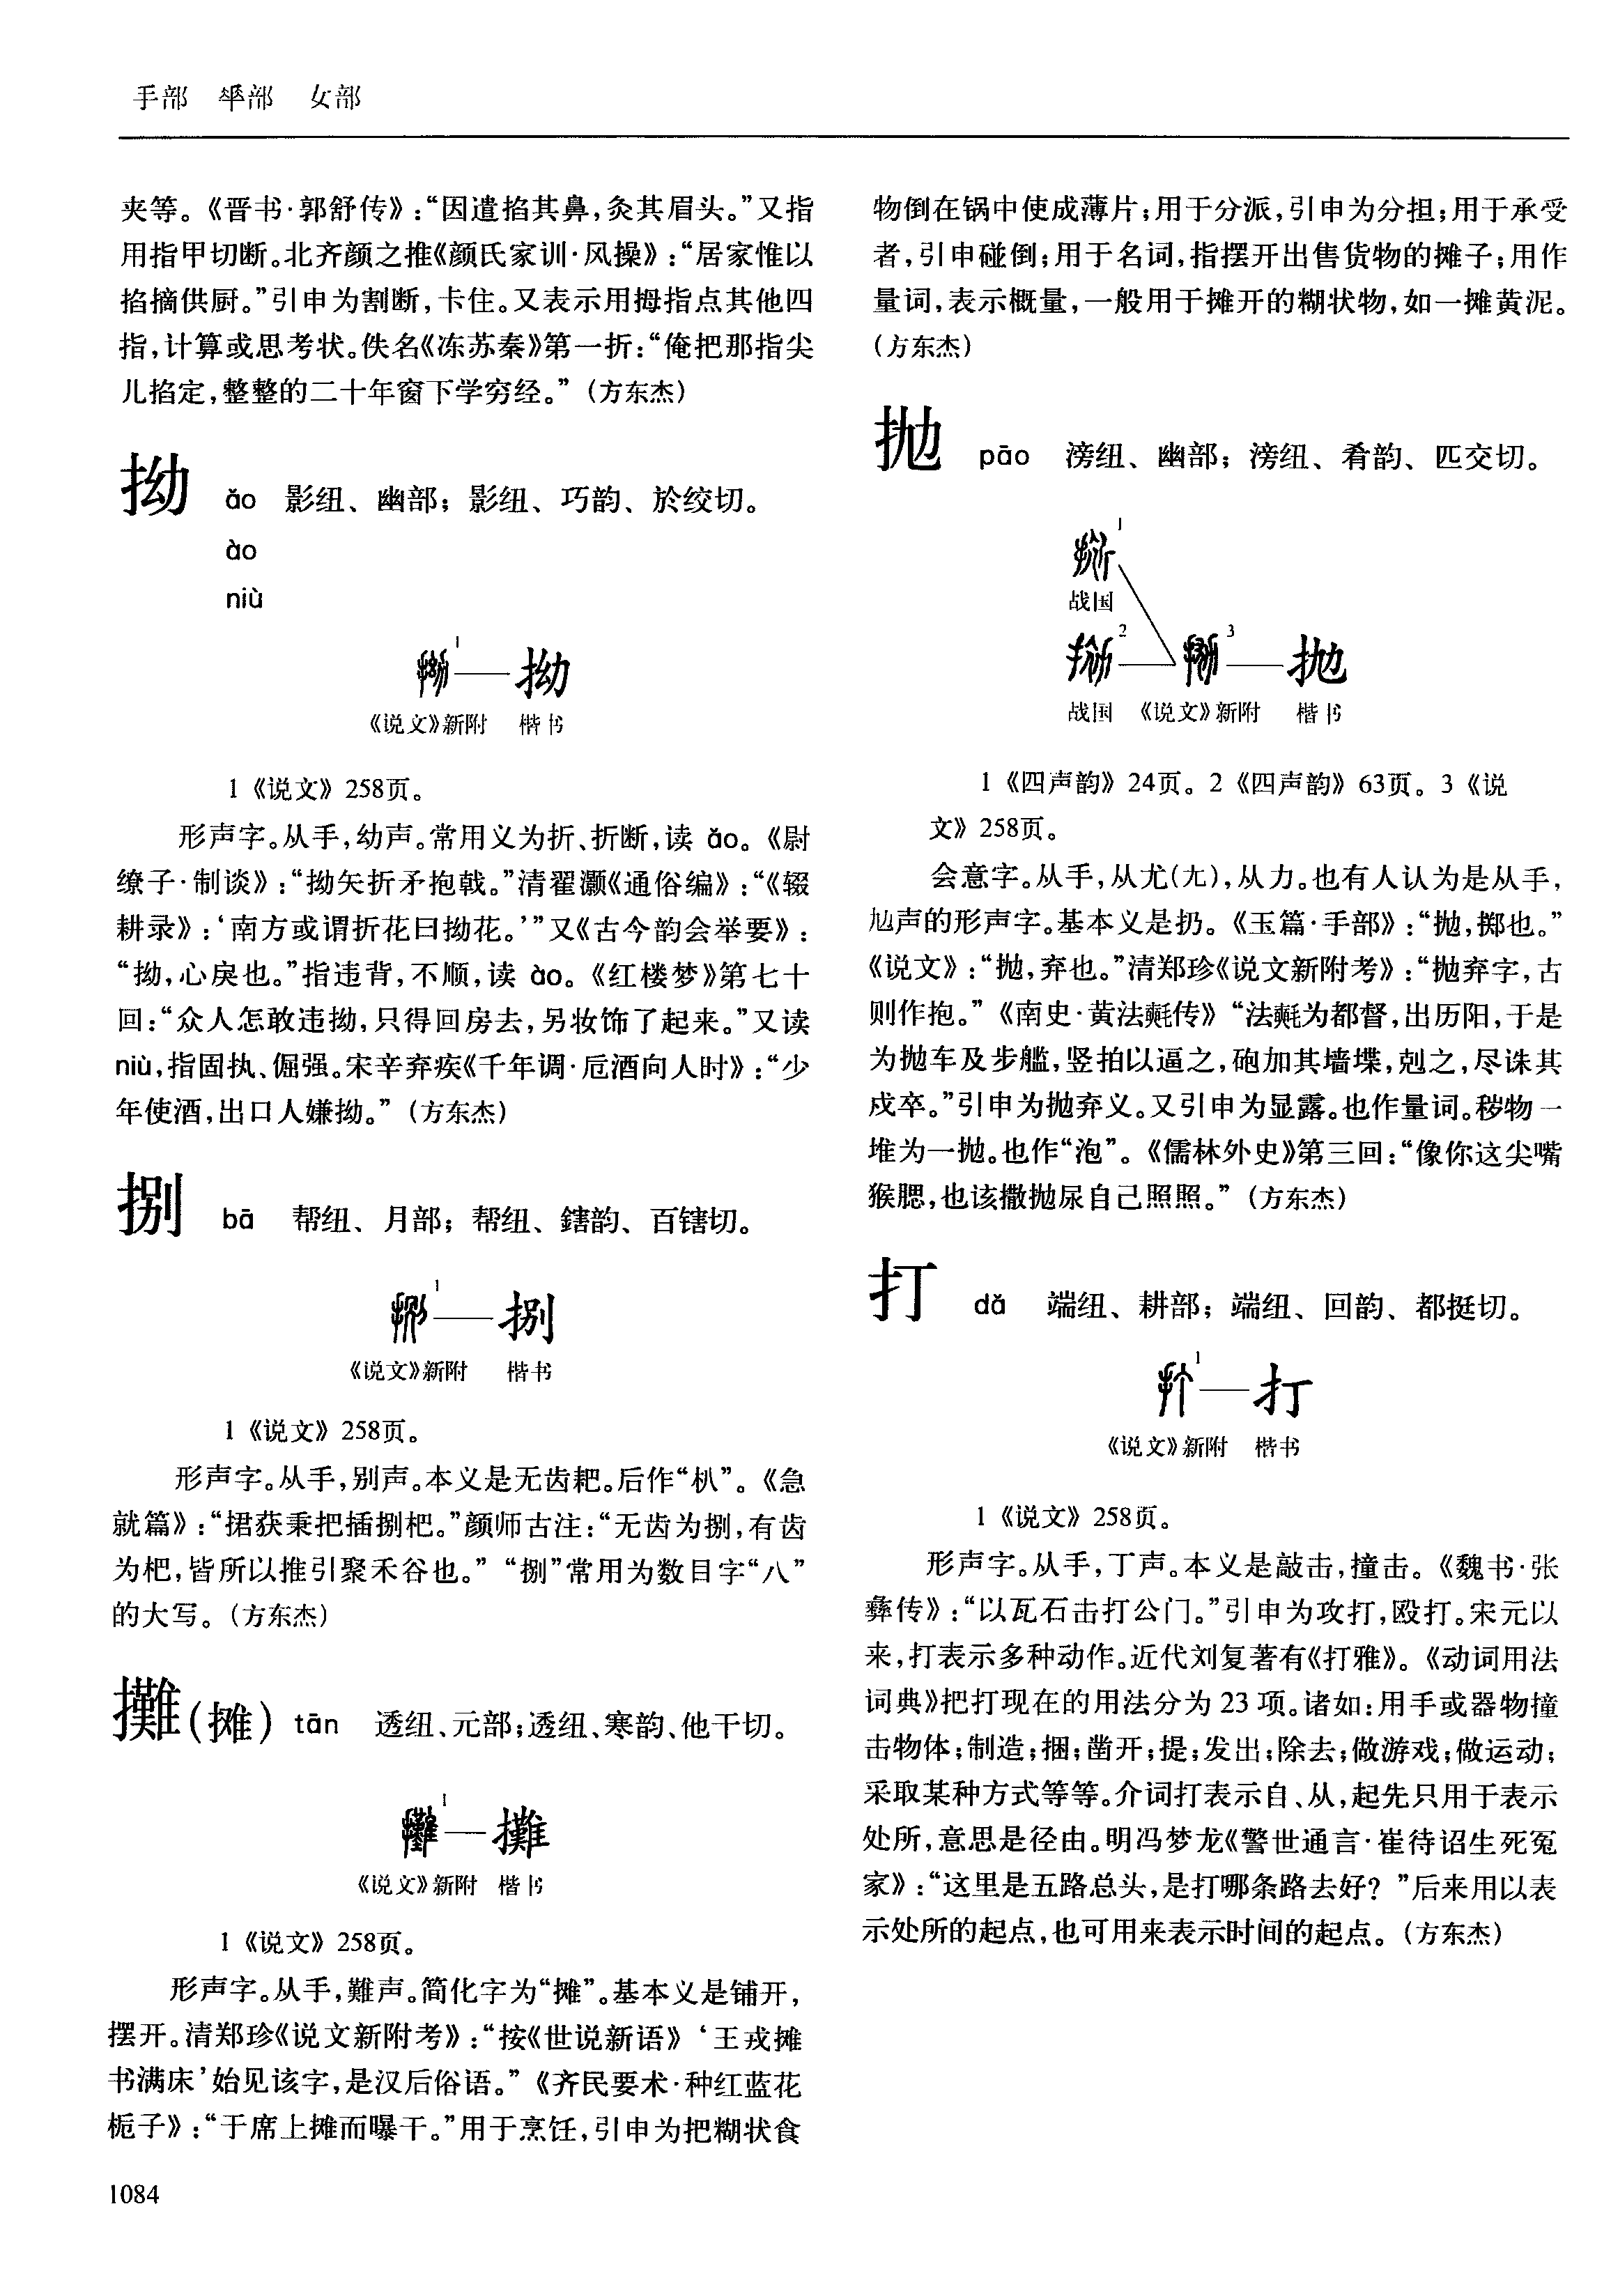 手部　𠦬部　女部
夹等。《晋书·郭舒传》:“因遣掐其鼻,灸其眉头。”又指
用指甲切断。北齐颜之推《颜氏家训·风操》:“居家惟以
掐摘供厨。”引申为割断,卡住。又表示用拇指点其他四
指,计算或思考状。佚名《冻苏秦》第一折:“俺把那指尖
儿掐定,整整的二十年窗下学穷经。”(方东杰)
拗 ǎo 影纽、幽部；影纽、巧韵、於绞切。
ào
niù
1
拗
《说文》新附 楷书
1《说文》258页。
形声字。从手,幼声。常用义为折、折断,读 ǎo。《尉
缭子·制谈》:“拗矢折矛抱戟。”清翟灏《通俗编》:“《辍
耕录》:‘南方或谓折花曰拗花。’”又《古今韵会举要》:
“拗,心戾也。”指违背,不顺,读 ào。《红楼梦》第七十
回:“众人怎敢违拗,只得回房去,另妆饰了起来。”又读
niù,指固执、倔强。宋辛弃疾《千年调·卮酒向人时》:“少
年使酒,出口人嫌拗。”(方东杰)
捌 bā 帮纽、月部；帮纽、鎋韵、百鎋切。
1
捌
《说文》新附 楷书
1《说文》258页。
形声字。从手,别声。本义是无齿耙。后作“朳”。《急
就篇》:“捃获秉把插捌杷。”颜师古注:“无齿为捌,有齿
为杷,皆所以推引聚禾谷也。”“捌”常用为数目字“八”
的大写。(方东杰)
攤(摊) tān 透纽、元部;透纽、寒韵、他干切。
1
攤
《说文》新附 楷书
1《说文》258页。
形声字。从手,難声。简化字为“摊”。基本义是铺开,
摆开。清郑珍《说文新附考》:“按《世说新语》‘王戎摊
书满床’始见该字,是汉后俗语。”《齐民要术·种红蓝花
栀子》:“于席上摊而曝干。”用于烹饪,引申为把糊状食
1084
物倒在锅中使成薄片;用于分派,引申为分担;用于承受
者,引申碰倒;用于名词,指摆开出售货物的摊子;用作
量词,表示概量,一般用于摊开的糊状物,如一摊黄泥。
(方东杰)
抛 pāo 滂纽、幽部；滂纽、肴韵、匹交切。
1
战国
2 3 抛
战国 《说文》新附 楷书
1《四声韵》24页。2《四声韵》63页。3《说
文》258页。
会意字。从手,从尤(尢),从力。也有人认为是从手,
尥声的形声字。基本义是扔。《玉篇·手部》:“抛,掷也。”
《说文》:“抛,弃也。”清郑珍《说文新附考》:“抛弃字,古
则作抱。”《南史·黄法𣰋传》“法𣰋为都督,出历阳,于是
为抛车及步艦,竖拍以逼之,砲加其墙堞,剋之,尽诛其
戍卒。”引申为抛弃义。又引申为显露。也作量词。秽物一
堆为一抛。也作“泡”。《儒林外史》第三回:“像你这尖嘴
猴腮,也该撒抛尿自己照照。”(方东杰)
打 dǎ 端纽、耕部；端纽、迥韵、都挺切。
1
打
《说文》新附 楷书
1《说文》258页。
形声字。从手,丁声。本义是敲击,撞击。《魏书·张
彝传》:“以瓦石击打公门。”引申为攻打,殴打。宋元以
来,打表示多种动作。近代刘复著有《打雅》。《动词用法
词典》把打现在的用法分为 23 项。诸如:用手或器物撞
击物体;制造;捆;凿开;提;发出;除去;做游戏;做运动;
采取某种方式等等。介词打表示自、从,起先只用于表示
处所,意思是径由。明冯梦龙《警世通言·崔待诏生死冤
家》:“这里是五路总头,是打哪条路去好?”后来用以表
示处所的起点,也可用来表示时间的起点。(方东杰)